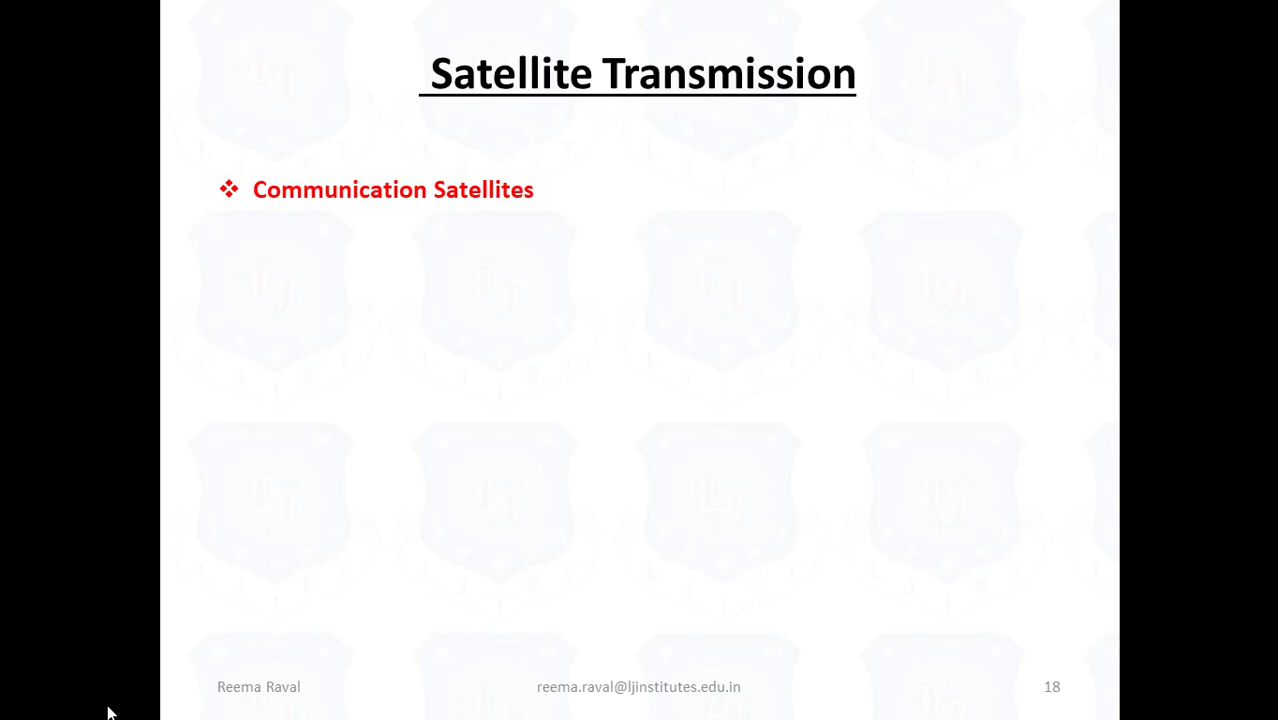 Satellite Transmission
❖ Communication Satellites
Reema Raval
reema.raval@ljinstitutes.edu.in
18